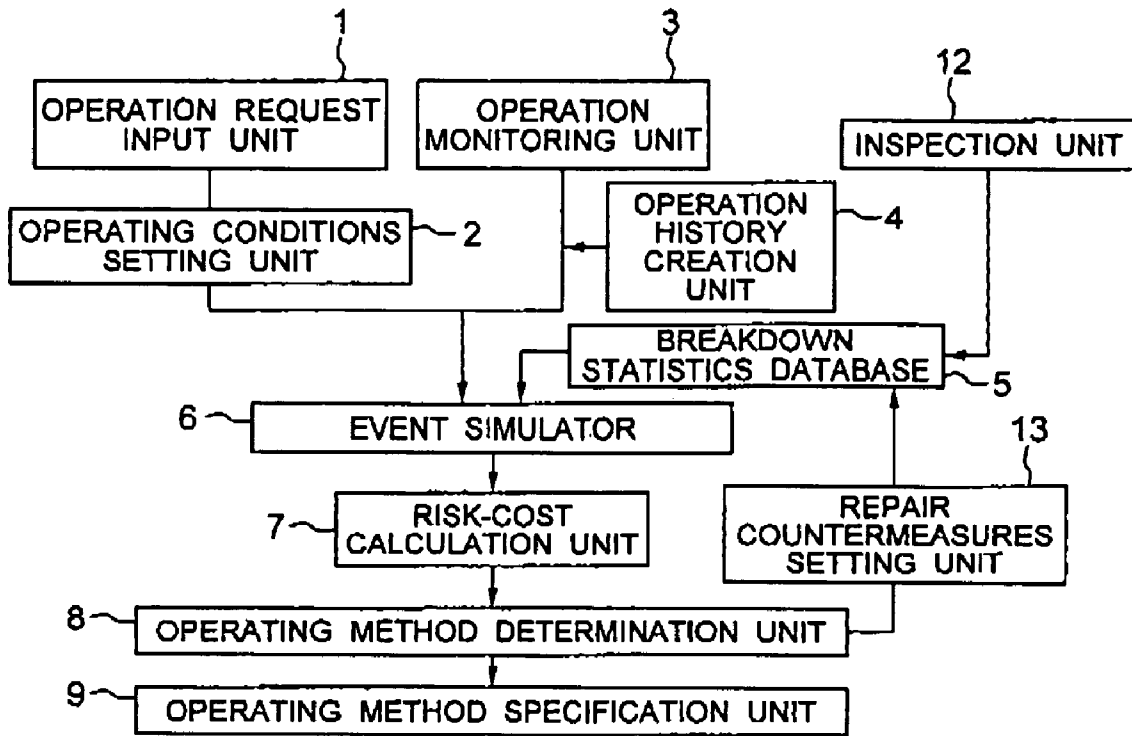 1
3
12
OPERATION REQUEST
INPUT UNIT
OPERATION
MONITORING UNIT
INSPECTION UNIT
OPERATING CONDITIONS
SETTING UNIT
2
OPERATION
HISTORY
CREATION
UNIT
4
BREAKDOWN
STATISTICS DATABASE
5
6
EVENT SIMULATOR
13
7
RISK-COST
CALCULATION UNIT
REPAIR
COUNTERMEASURES
SETTING UNIT
8
OPERATING METHOD DETERMINATION UNIT
9
OPERATING METHOD SPECIFICATION UNIT